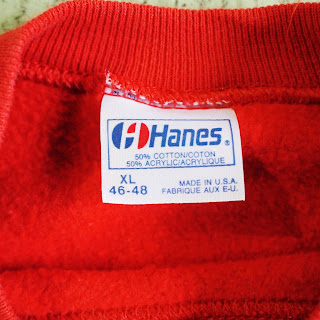 Hanes®
50% COTTON/COTON
50% ACRYLIC/ACRYLIQUE
XL
46-48
MADE IN U.S.A.
FABRIQUE AUX E-U.